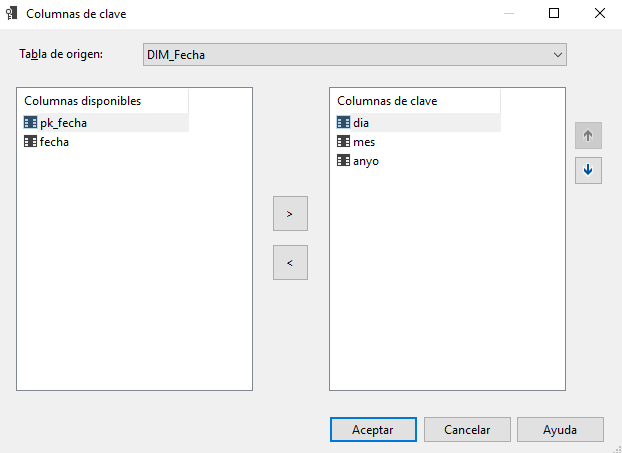 Columnas de clave
Tabla de origen: DIM_Fecha
Columnas disponibles
pk_fecha
fecha
>
<
Columnas de clave
dia
mes
anyo
Aceptar Cancelar Ayuda